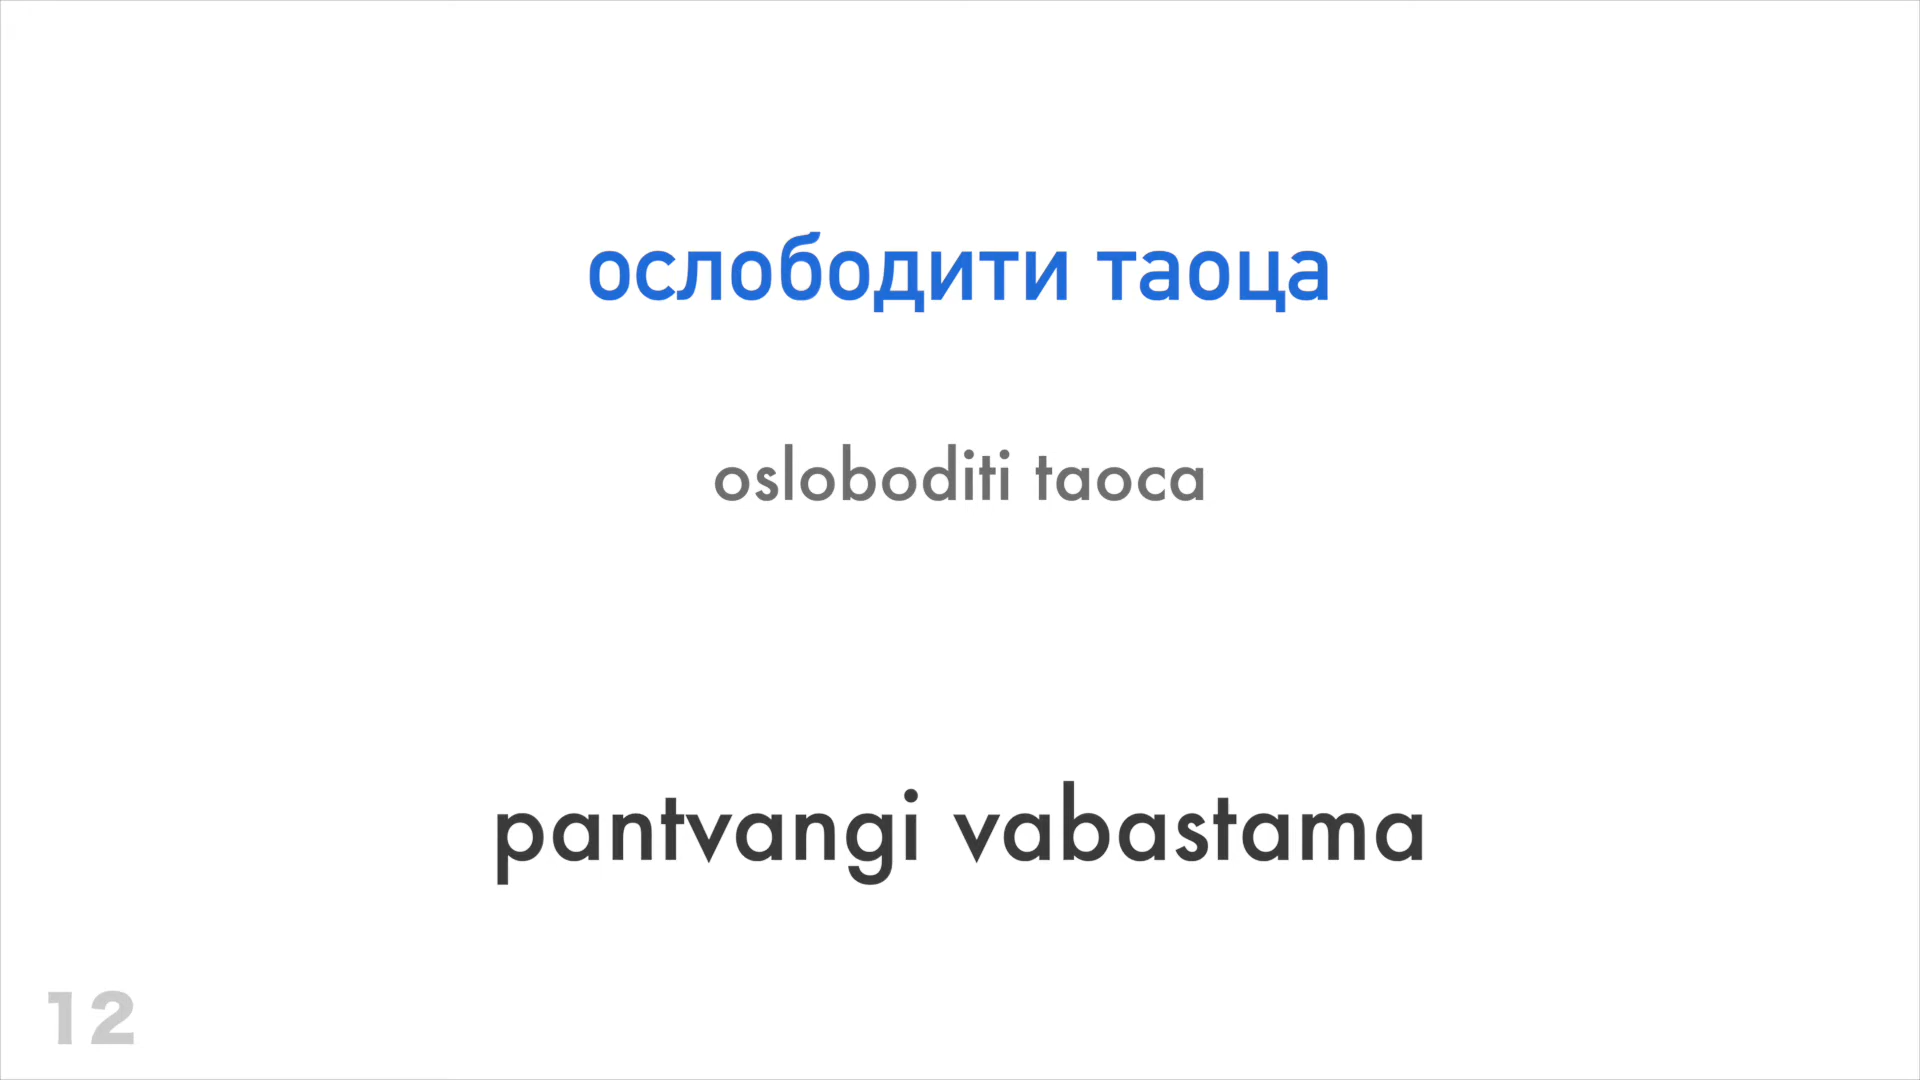 ослободити таоца
osloboditi taoca
pantvangi vabastama
12